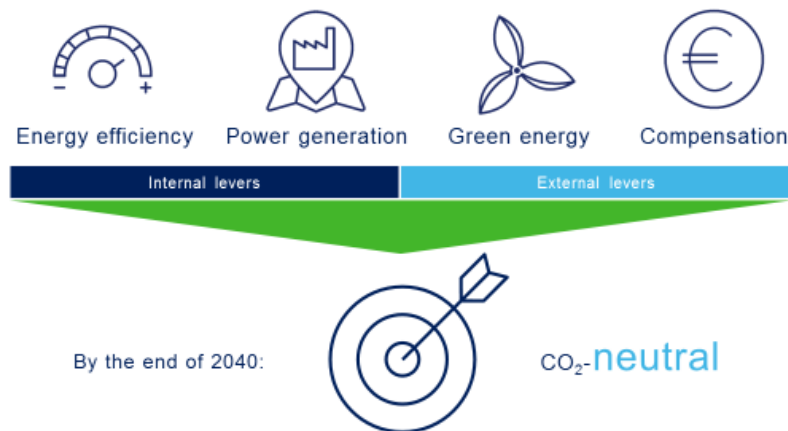 - +
Energy efficiency Power generation Green energy Compensation
Internal levers External levers
By the end of 2040: CO₂-neutral